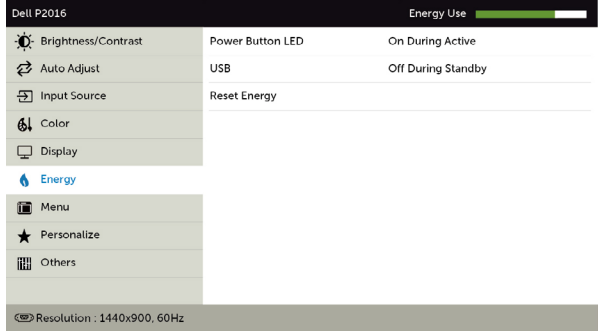 Dell P2016 Energy Use
Brightness/Contrast Power Button LED On During Active
Auto Adjust USB Off During Standby
Input Source Reset Energy
Color
Display
Energy
Menu
Personalize
Others
Resolution : 1440x900, 60Hz